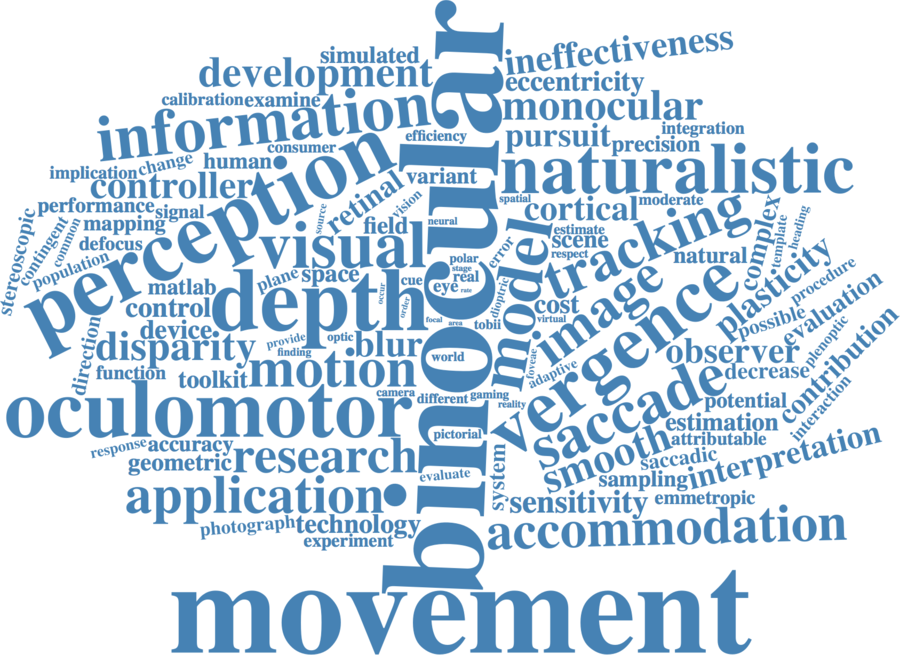 simulated
ineffectiveness
development
eccentricity
calibration
examine
information
monocular
efficiency
pursuit
integration
precision
consumer
implication
change
human
perception
binocular
variant
naturalistic
controller
retinal
vision
spatial
cortical
moderate
performance
signal
source
neural
stereoscopic
contingent
common
mapping
field
visual
estimate
scene
respect
tracking
complex
template
heading
defocus
population
error
polar
stage
real
natural
plasticity
procedure
matlab
plane
space
occur
cue
eye
rate
dioptric
model
image
control
depth
order
cost
virtual
evaluation
device
focal
area
tobii
possible
plenoptic
direction
disparity
provide
finding
optic
blur
world
foveate
adaptive
vergence
observer
decrease
contribution
function
toolkit
motion
camera
different
gaming
reality
saccade
potential
interaction
oculomotor
pictorial
smooth
estimation
attributable
response
accuracy
geometric
research
evaluate
system
saccadic
sampling
interpretation
application
sensitivity
emmetropic
photograph
technology
experiment
accommodation
movement